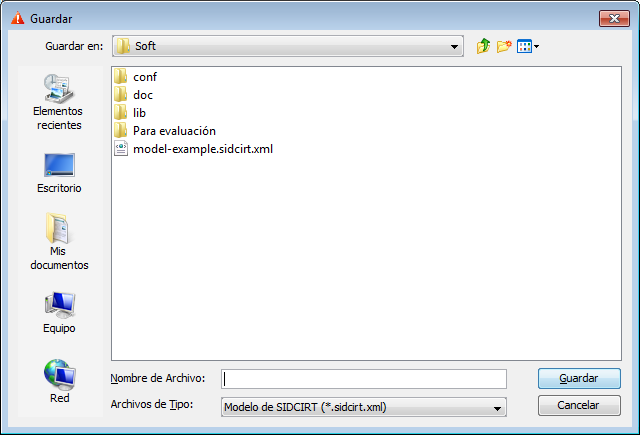 Guardar
Guardar en:
Soft
Elementos
recientes
Escritorio
Mis
documentos
Equipo
Red
conf
doc
lib
Para evaluación
model-example.sidcirt.xml
Nombre de Archivo:
Guardar
Archivos de Tipo:
Modelo de SIDCIRT (*.sidcirt.xml)
Cancelar